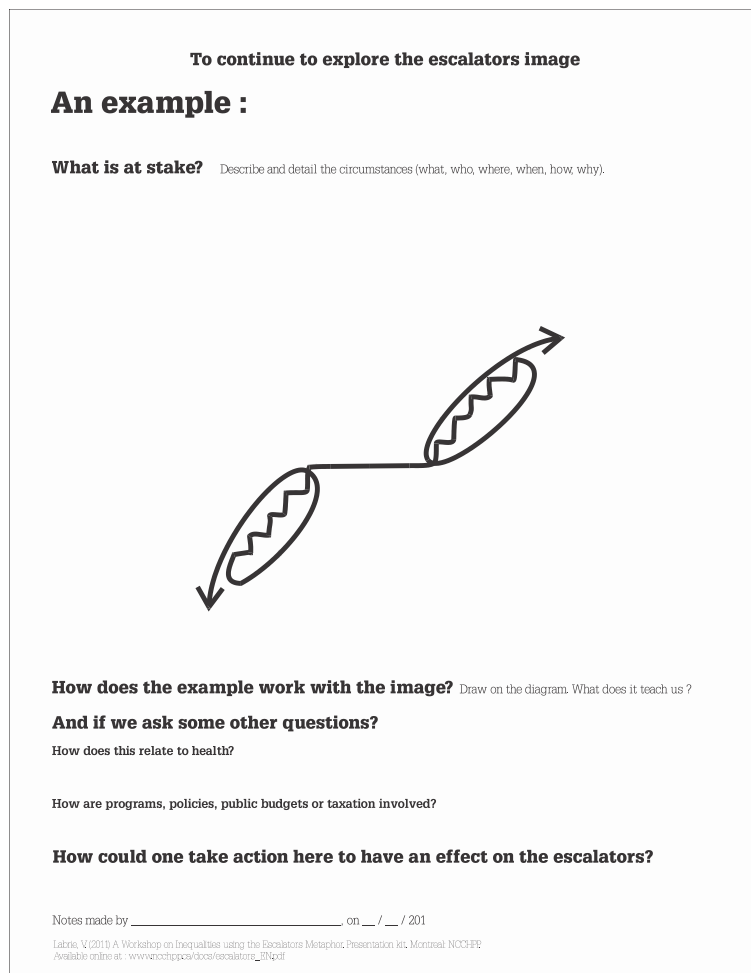 To continue to explore the escalators image
An example :
What is at stake? Describe and detail the circumstances (what, who, where, when, how, why).
How does the example work with the image? Draw on the diagram. What does it teach us ?
And if we ask some other questions?
How does this relate to health?
How are programs, policies, public budgets or taxation involved?
How could one take action here to have an effect on the escalators?
Notes made by ______________________________, on __ / __ / 201
Labrie, V. (2011) A Workshop on Inequalities using the Escalators Metaphor. Presentation kit. Montreal: NCCHPP.
Available online at : www.ncchpp.ca/docs/escalators_EN.pdf